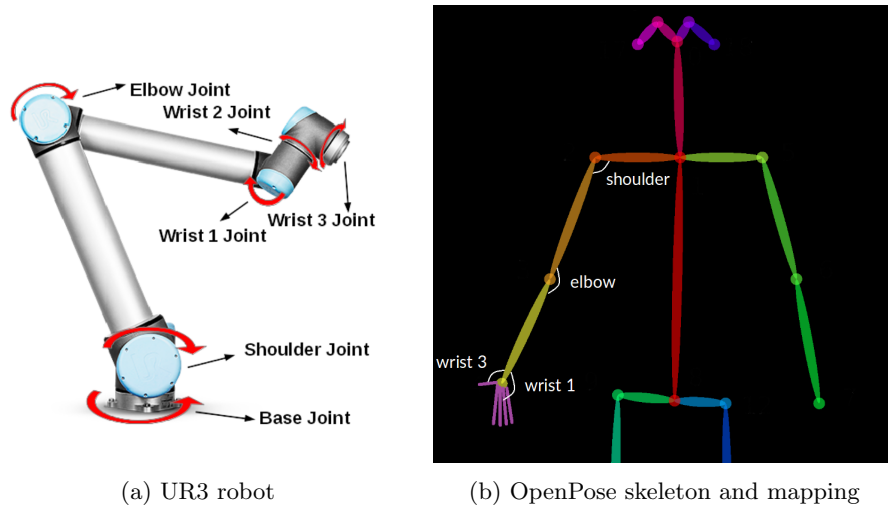 Elbow Joint
Wrist 2 Joint
Wrist 3 Joint
Wrist 1 Joint
Shoulder Joint
Base Joint
(a) UR3 robot
shoulder
elbow
wrist 3
wrist 1
(b) OpenPose skeleton and mapping